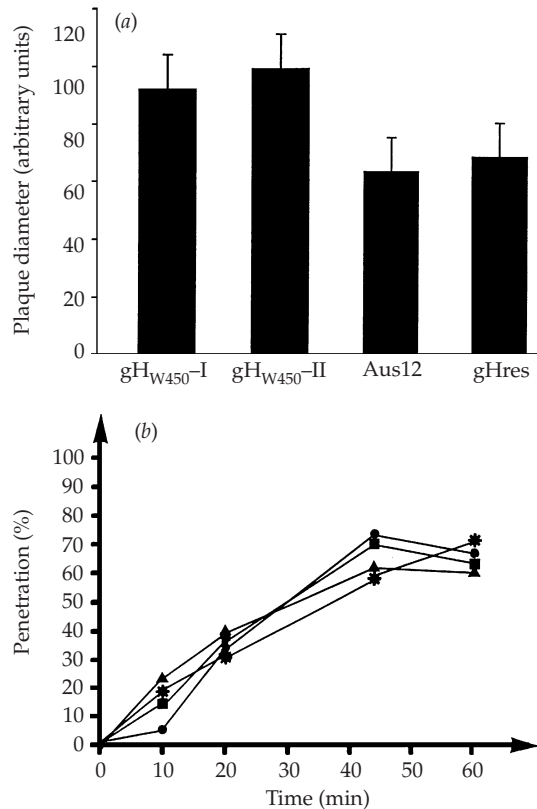 (a)
Plaque diameter (arbitrary units)
120
100
80
60
40
20
0
gHW450–I gHW450–II Aus12 gHres
(b)
Penetration (%)
100
90
80
70
60
50
40
30
20
10
0
0 10 20 30 40 50 60
Time (min)